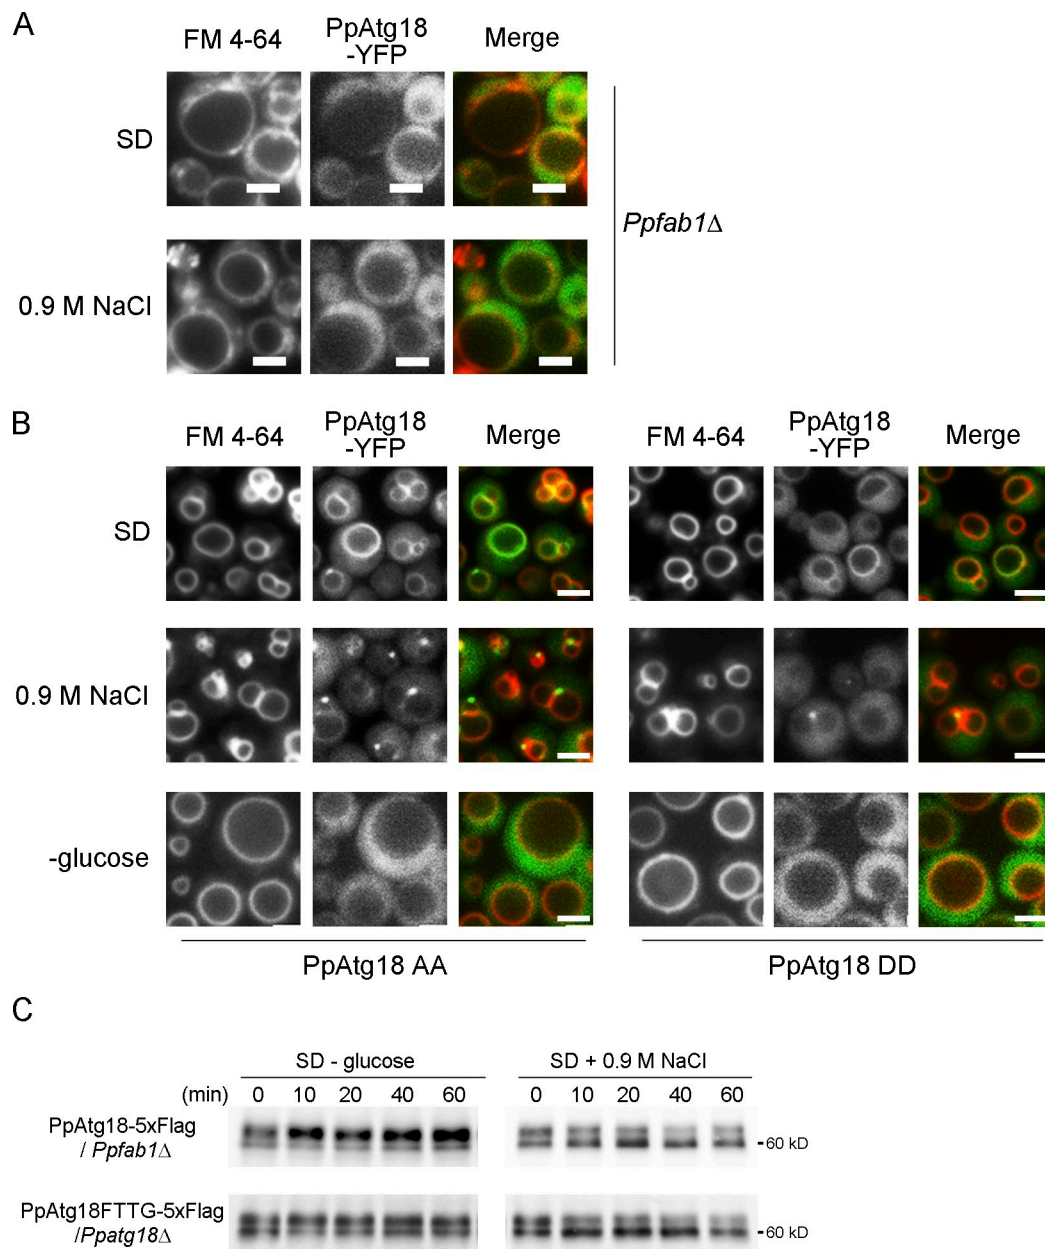 A
FM 4-64
PpAtg18
-YFP
Merge
SD
0.9 M NaCl
Ppfab1Δ
B
FM 4-64
PpAtg18
-YFP
Merge
FM 4-64
PpAtg18
-YFP
Merge
SD
0.9 M NaCl
-glucose
PpAtg18 AA
PpAtg18 DD
C
SD - glucose
SD + 0.9 M NaCl
(min) 0 10 20 40 60
0 10 20 40 60
PpAtg18-5xFlag
/ Ppfab1Δ
60 kD
PpAtg18FTTG-5xFlag
/Ppatg18Δ
60 kD